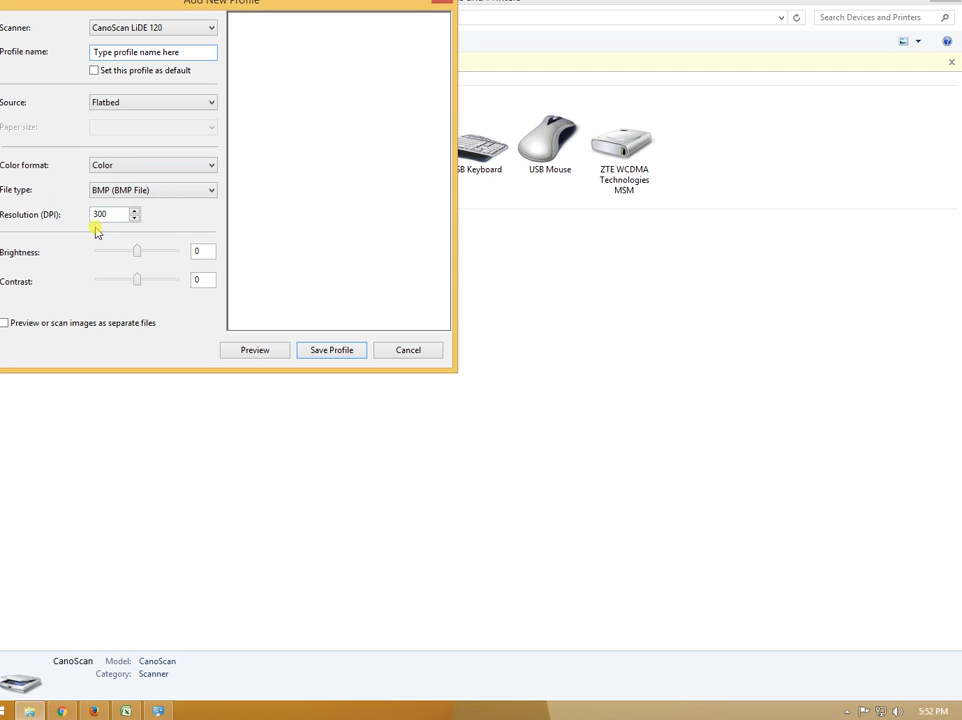 Add New Profile
Scanner: CanoScan LiDE 120
Profile name: Type profile name here
Set this profile as default
Source: Flatbed
Paper size:
Color format: Color
File type: BMP (BMP File)
Resolution (DPI): 300
Brightness: 0
Contrast: 0
Preview or scan images as separate files
Preview Save Profile Cancel
Search Devices and Printers
USB Mouse
ZTE WCDMA
Technologies
MSM
CanoScan Model: CanoScan
Category: Scanner
5:52 PM